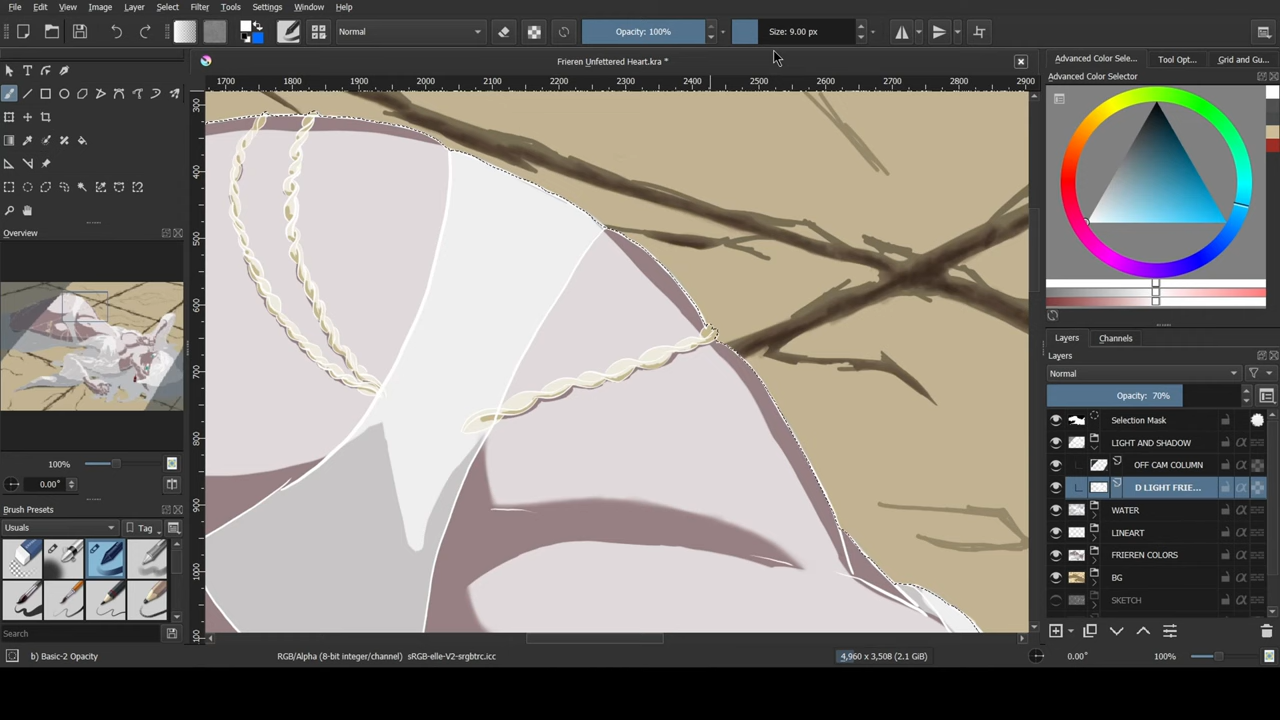 File Edit View Image Layer Select Filter Tools Settings Window Help
Normal Opacity: 100% Size: 9.00 px
Frieren Unfettered Heart.kra *
Advanced Color Selec... Tool Opt... Grid and Gu...
1700 1800 1900 2000 2100 2200 2300 2400 2500 2600 2700 2800 2900
Advanced Color Selector
Overview
100%
0.00°
Brush Presets
Usuals Tag
Search
Layers Channels
Layers
Normal
Opacity: 70%
Selection Mask
LIGHT AND SHADOW
OFF CAM COLUMN
D LIGHT FRIE...
WATER
LINEART
FRIEREN COLORS
BG
SKETCH
b) Basic-2 Opacity RGB/Alpha (8-bit integer/channel) sRGB-elle-V2-srgbtrc.icc 4,960 x 3,508 (2.1 GiB) 0.00° 100%